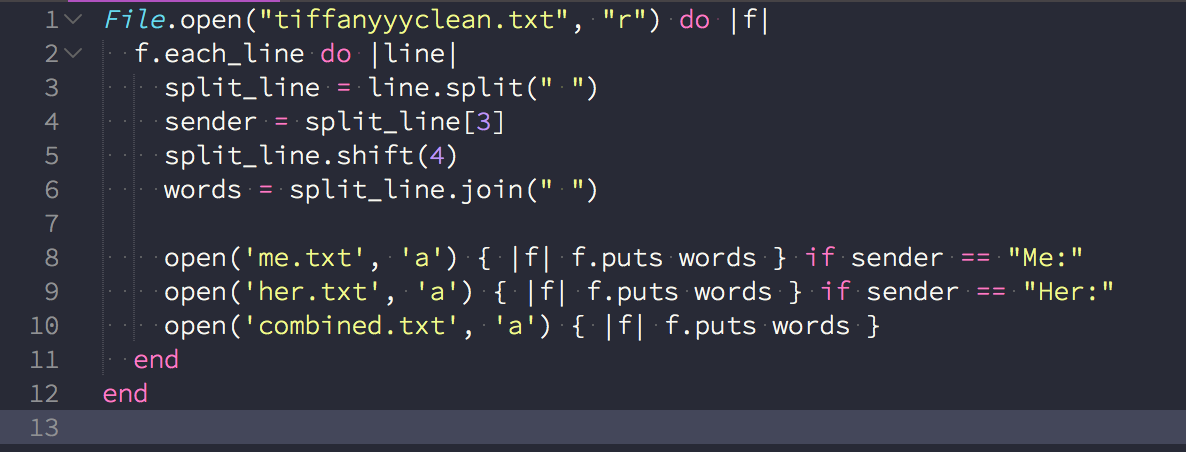 1 File.open("tiffanyyyclean.txt", "r") do |f|
2 f.each_line do |line|
3 split_line = line.split(" ")
4 sender = split_line[3]
5 split_line.shift(4)
6 words = split_line.join(" ")
7
8 open('me.txt', 'a') { |f| f.puts words } if sender == "Me:"
9 open('her.txt', 'a') { |f| f.puts words } if sender == "Her:"
10 open('combined.txt', 'a') { |f| f.puts words }
11 end
12 end
13